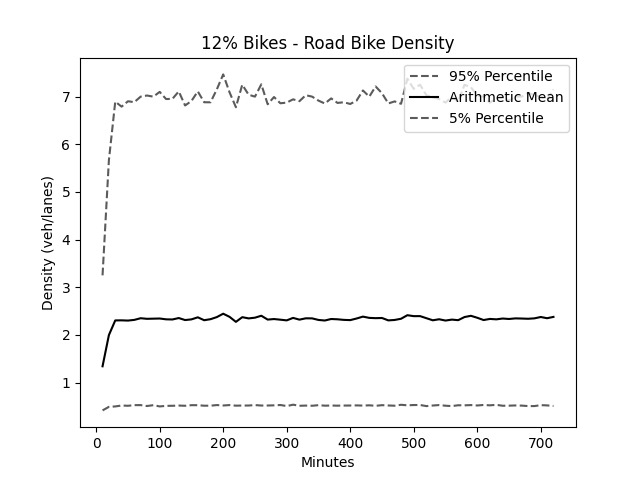 12% Bikes - Road Bike Density
95% Percentile
Arithmetic Mean
5% Percentile
Density (veh/lanes)
7
6
5
4
3
2
1
0 100 200 300 400 500 600 700
Minutes